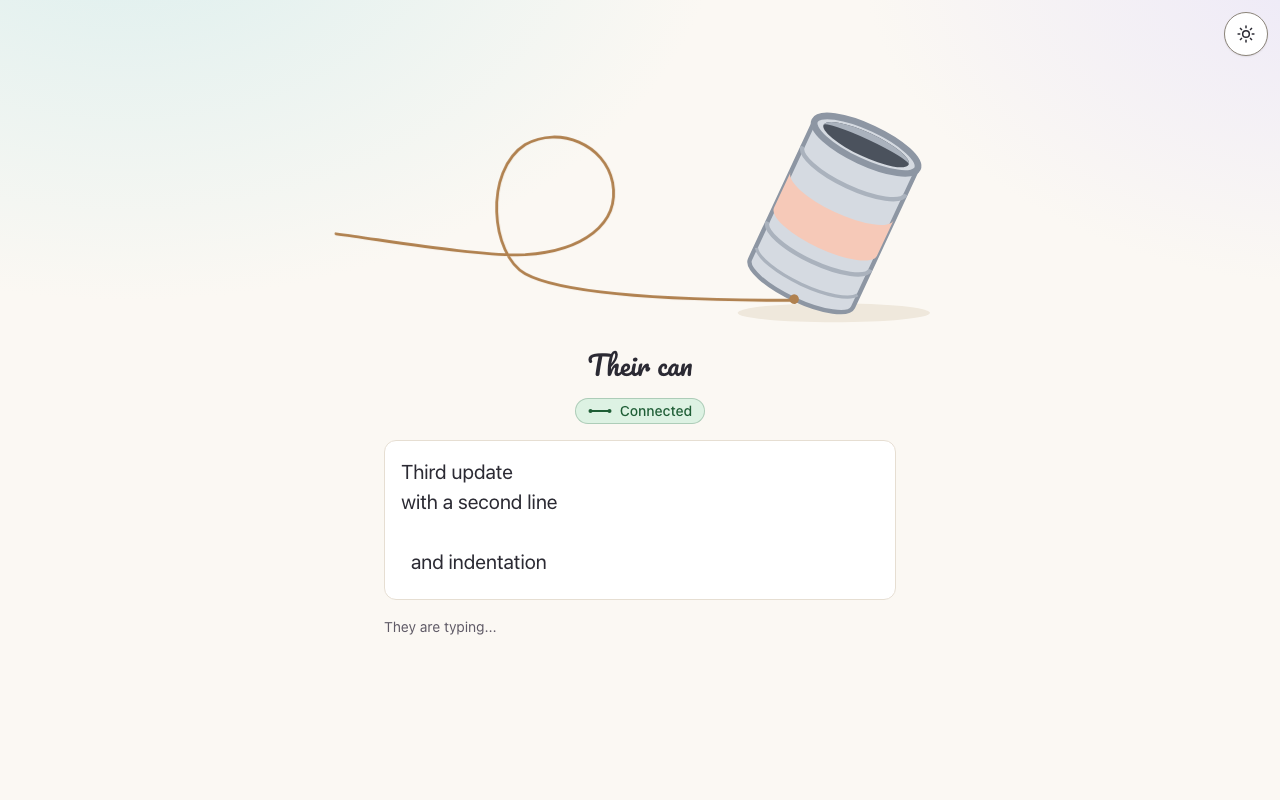 Their can
Connected
Third update
with a second line

  and indentation
They are typing...